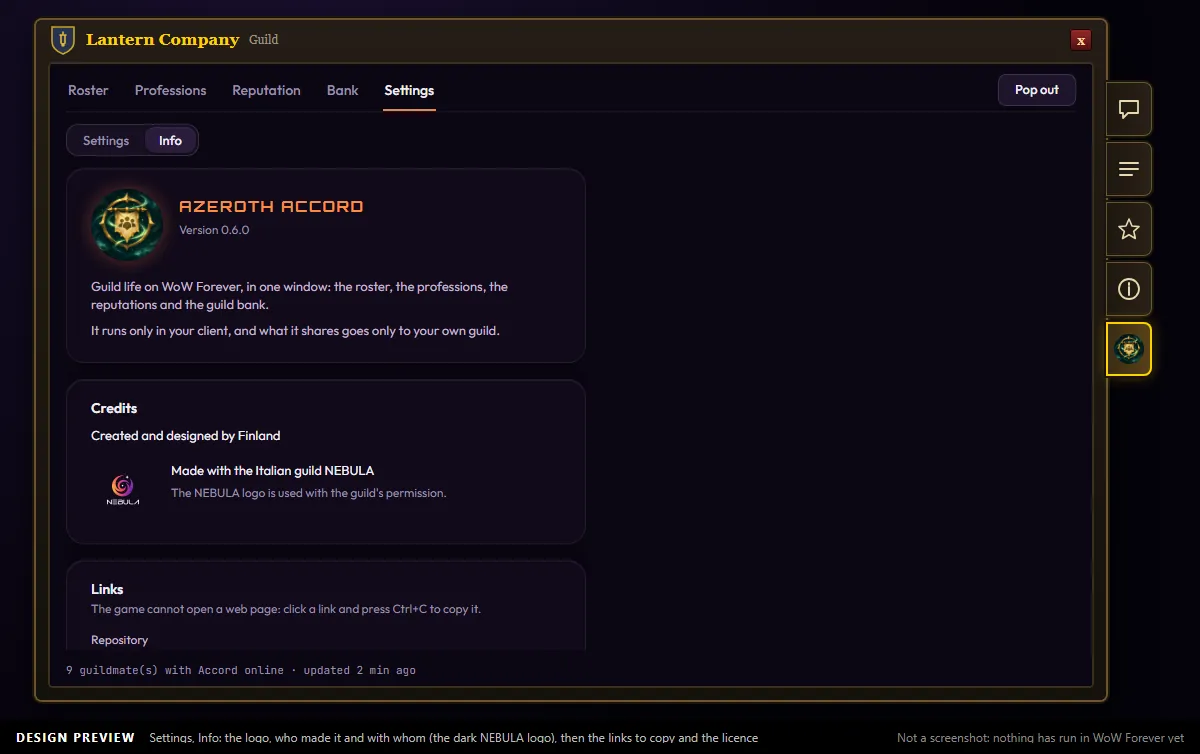 Lantern Company Guild
x
Roster Professions Reputation Bank Settings Pop out
Settings Info
AZEROTH ACCORD
Version 0.6.0
Guild life on WoW Forever, in one window: the roster, the professions, the
reputations and the guild bank.
It runs only in your client, and what it shares goes only to your own guild.
Credits
Created and designed by Finland
Made with the Italian guild NEBULA
The NEBULA logo is used with the guild's permission.
NEBULA
Links
The game cannot open a web page: click a link and press Ctrl+C to copy it.
Repository
9 guildmate(s) with Accord online · updated 2 min ago
DESIGN PREVIEW Settings, Info: the logo, who made it and with whom (the dark NEBULA logo), then the links to copy and the licence Not a screenshot: nothing has run in WoW Forever yet